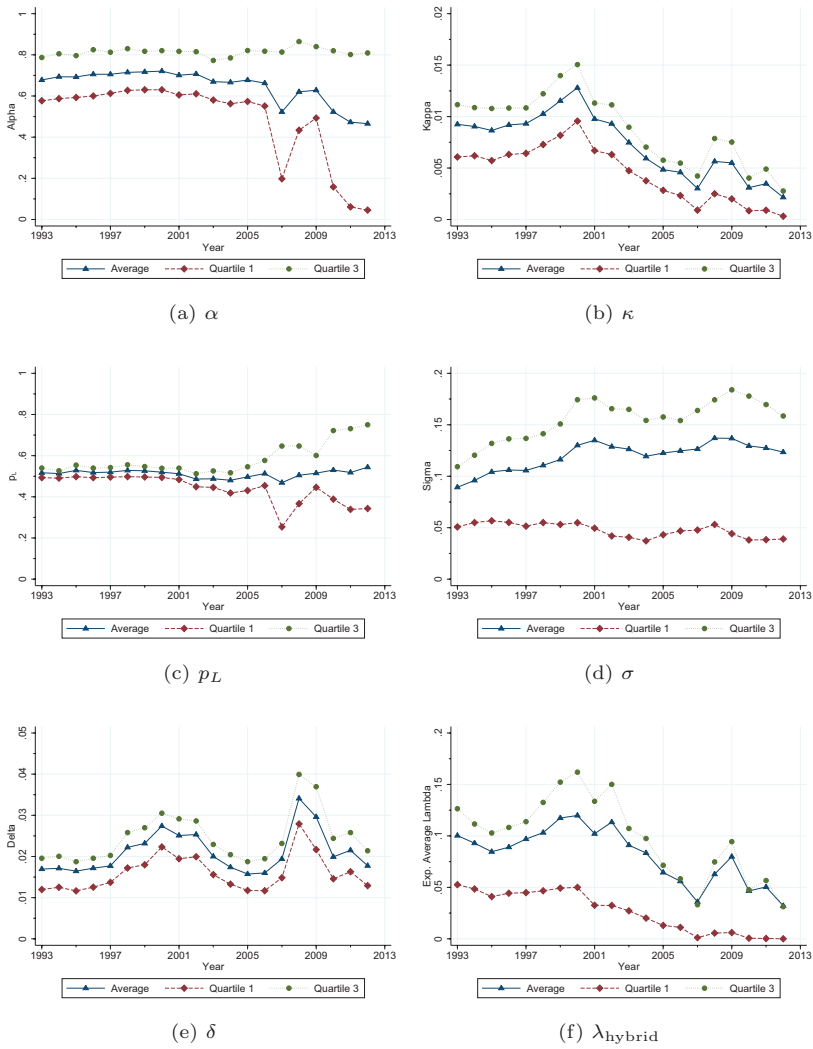 1
.8
.6
Alpha
.4
.2
0
1993 1997 2001 2005 2009 2013
Year
Average Quartile 1 Quartile 3
(a) α
.015
.01
Kappa
.005
0
1993 1997 2001 2005 2009 2013
Year
Average Quartile 1 Quartile 3
(b) κ
1
.8
.6
pL
.4
.2
0
1993 1997 2001 2005 2009 2013
Year
Average Quartile 1 Quartile 3
(c) pL
.2
.15
.1
Sigma
.05
0
1993 1997 2001 2005 2009 2013
Year
Average Quartile 1 Quartile 3
(d) σ
.05
.04
.03
Delta
.02
.01
0
1993 1997 2001 2005 2009 2013
Year
Average Quartile 1 Quartile 3
(e) δ
.2
.15
.1
Exp. Average Lambda
.05
0
1993 1997 2001 2005 2009 2013
Year
Average Quartile 1 Quartile 3
(f) λhybrid